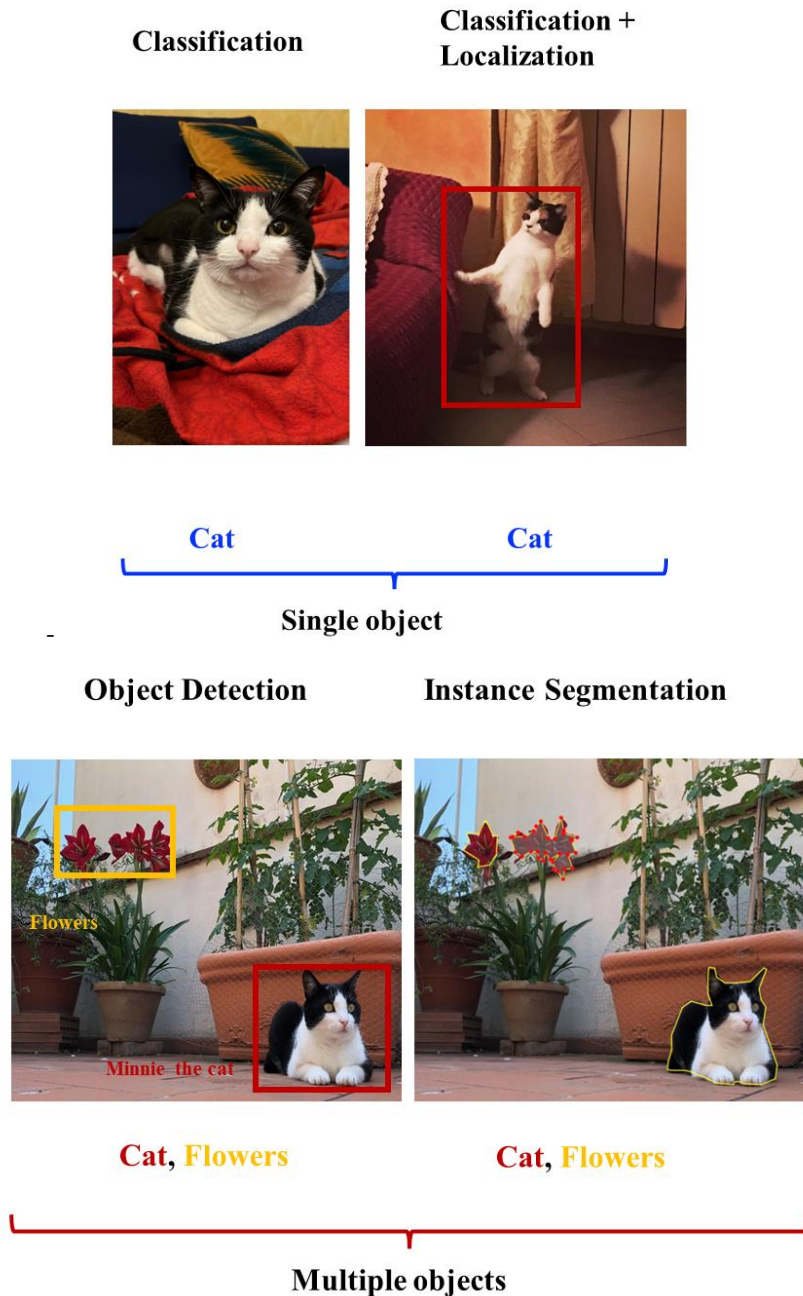 Classification
Classification +
Localization
Cat
Cat
Single object
-
Object Detection
Instance Segmentation
Flowers
Minnie the cat
Cat, Flowers
Cat, Flowers
Multiple objects